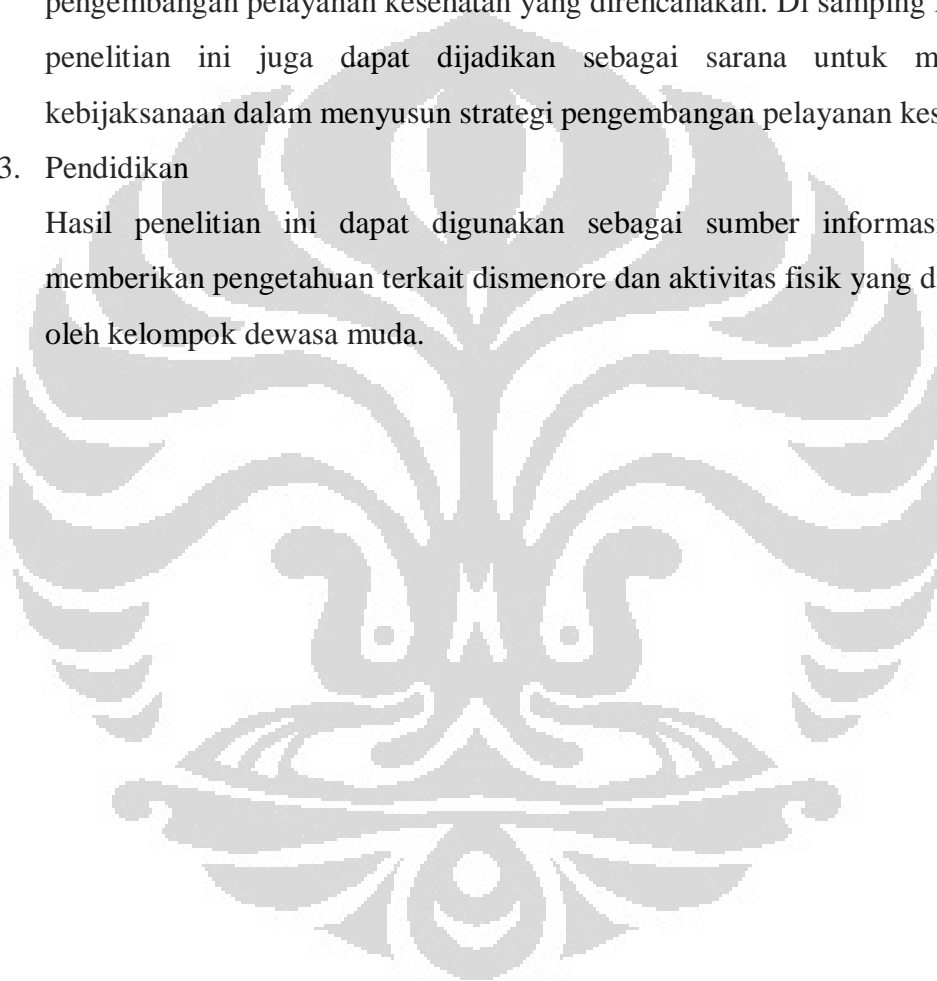 pengembangan pelayanan kesehatan yang direncanakan. Di samping
penelitian ini juga dapat dijadikan sebagai sarana untuk m
kebijaksanaan dalam menyusun strategi pengembangan pelayanan kes
3. Pendidikan
Hasil penelitian ini dapat digunakan sebagai sumber informasi
memberikan pengetahuan terkait dismenore dan aktivitas fisik yang d
oleh kelompok dewasa muda.